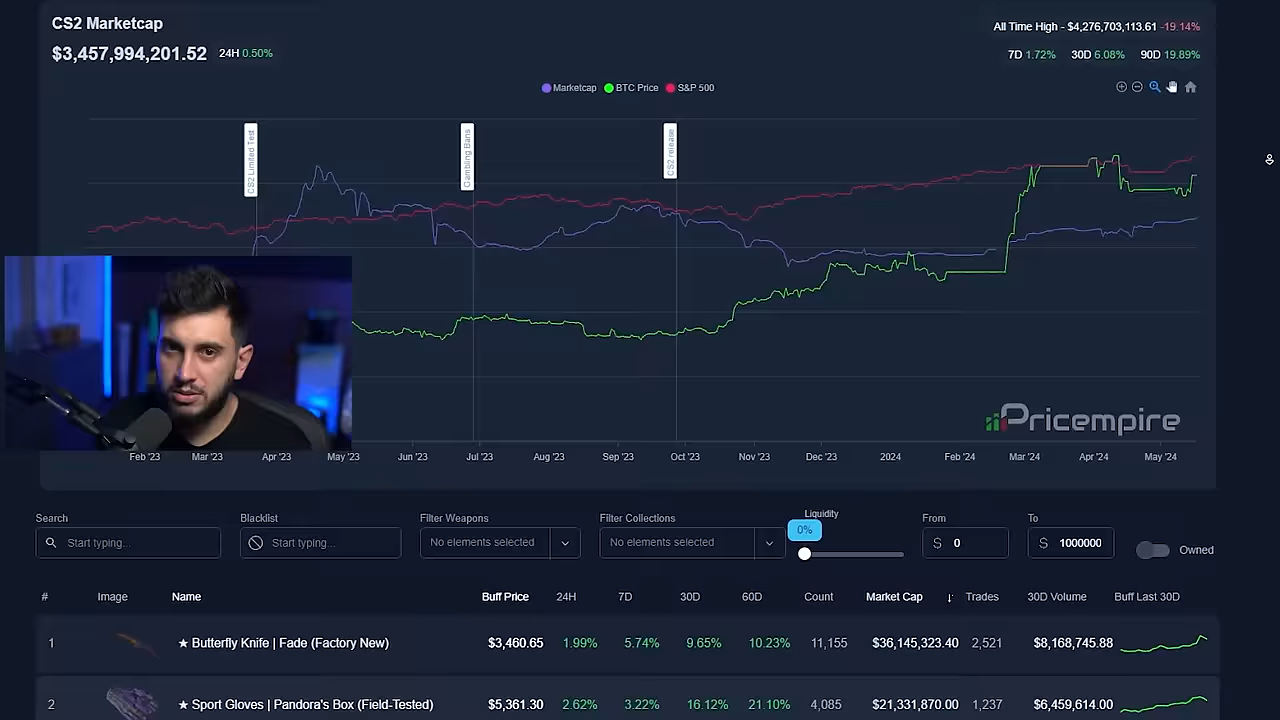 CS2 Marketcap
$3,457,994,201.52 24H 0.50%
All Time High - $4,276,703,113.61 -19.14%
7D 1.72% 30D 6.08% 90D 19.89%
Marketcap BTC Price S&P 500
CS2 Limited Test
Gambling Bans
CS2 release
Pricempire
Feb '23 Mar '23 Apr '23 May '23 Jun '23 Jul '23 Aug '23 Sep '23 Oct '23 Nov '23 Dec '23 2024 Feb '24 Mar '24 Apr '24 May '24
Search Blacklist Filter Weapons Filter Collections Liquidity From To
Start typing... Start typing... No elements selected No elements selected 0% $ 0 $ 1000000 Owned
# Image Name Buff Price 24H 7D 30D 60D Count Market Cap Trades 30D Volume Buff Last 30D
1 ★ Butterfly Knife | Fade (Factory New) $3,460.65 1.99% 5.74% 9.65% 10.23% 11,155 $36,145,323.40 2,521 $8,168,745.88
2 ★ Sport Gloves | Pandora's Box (Field-Tested) $5,361.30 2.62% 3.22% 16.12% 21.10% 4,085 $21,331,870.00 1,237 $6,459,614.00